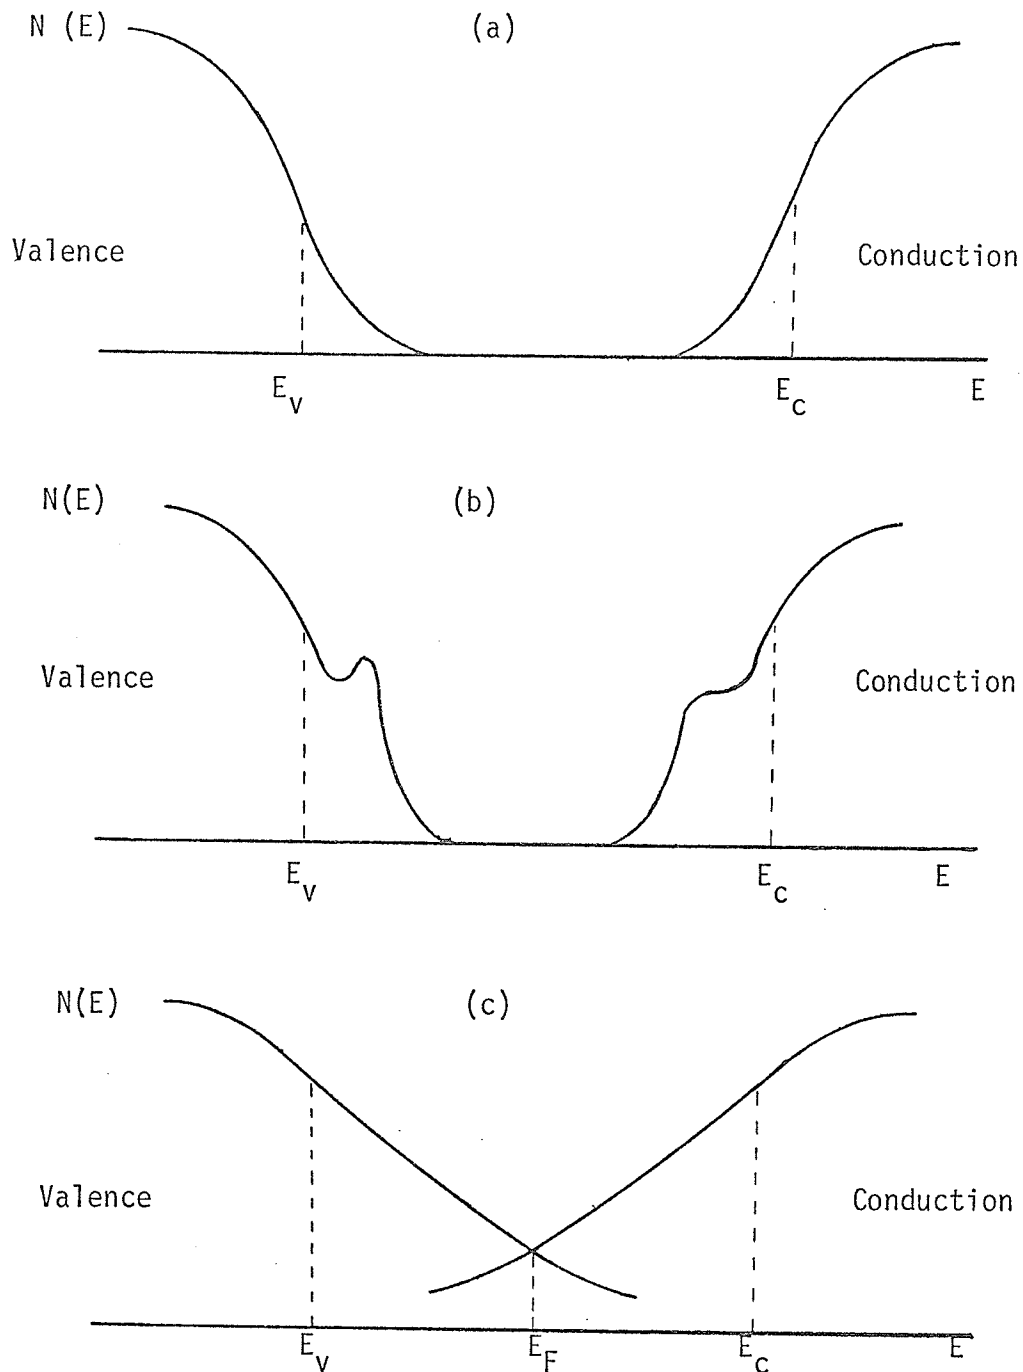 N (E)
(a)
Valence
Conduction
E_v
E_c
E
N(E)
(b)
Valence
Conduction
E_v
E_c
E
N(E)
(c)
Valence
Conduction
E_v
E_F
E_c
E